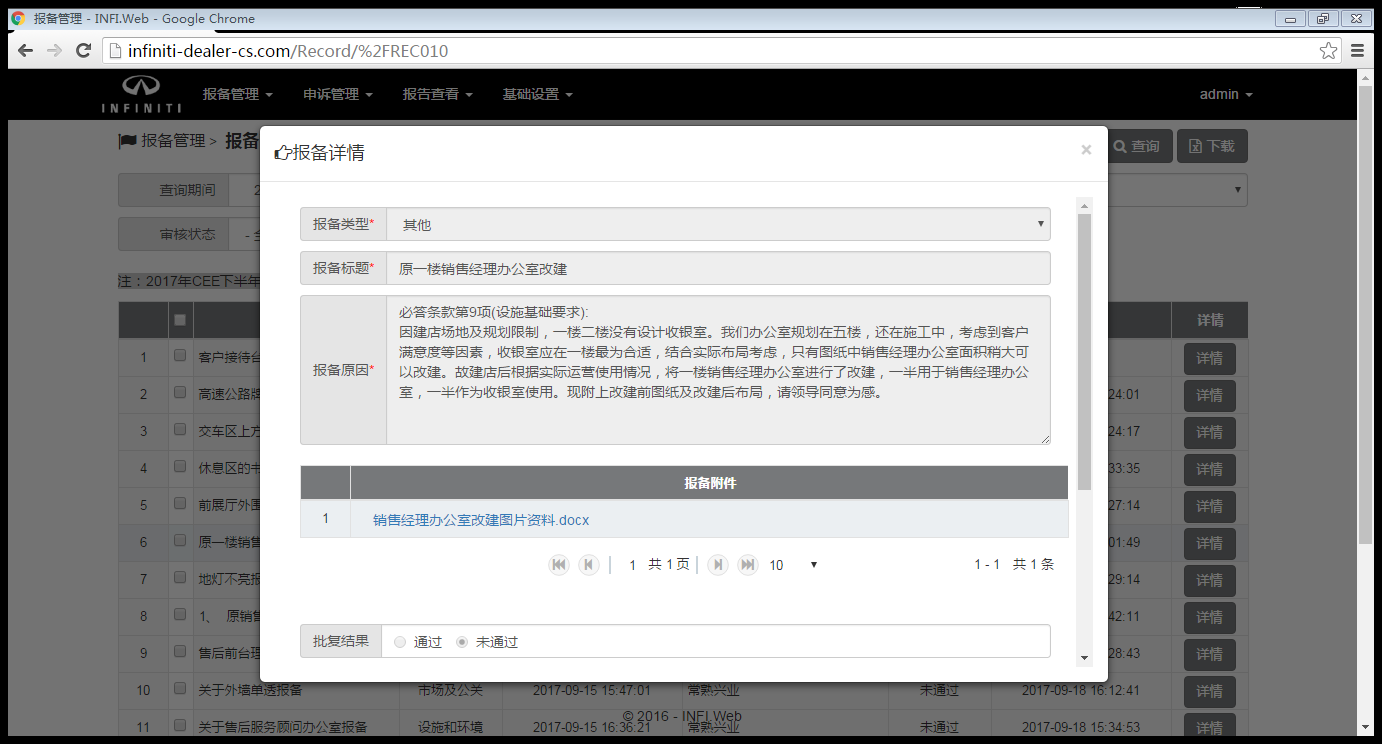 报备管理 - INFI.Web - Google Chrome
infiniti-dealer-cs.com/Record/%2FREC010
INFINITI
报备管理
申诉管理
报告查看
基础设置
admin
报备管理 > 报备
查询
下载
查询期间
审核状态
注：2017年CEE下半年
报备详情
×
报备类型*
其他
报备标题*
原一楼销售经理办公室改建
报备原因*
必答条款第9项(设施基础要求):
因建店场地及规划限制，一楼二楼没有设计收银室。我们办公室规划在五楼，还在施工中，考虑到客户
满意度等因素，收银室应在一楼最为合适，结合实际布局考虑，只有图纸中销售经理办公室面积稍大可
以改建。故建店后根据实际运营使用情况，将一楼销售经理办公室进行了改建，一半用于销售经理办公
室，一半作为收银室使用。现附上改建前图纸及改建后布局，请领导同意为感。
报备附件
1 销售经理办公室改建图片资料.docx
1 共 1 页 10 1 - 1 共 1 条
批复结果 通过 未通过
详情
1 客户接待台 详情
2 高速公路牌 24:01 详情
3 交车区上方 24:17 详情
4 休息区的书 33:35 详情
5 前展厅外围 27:14 详情
6 原一楼销售 01:49 详情
7 地灯不亮报 29:14 详情
8 1、 原销售 42:11 详情
9 售后前台理 28:43 详情
10 关于外墙单透报备 市场及公关 2017-09-15 15:47:01 常熟兴业 未通过 2017-09-18 16:12:41 详情
11 关于售后服务顾问办公室报备 设施和环境 2017-09-15 16:36:21 常熟兴业 未通过 2017-09-18 15:34:53 详情
© 2016 - INFI.Web